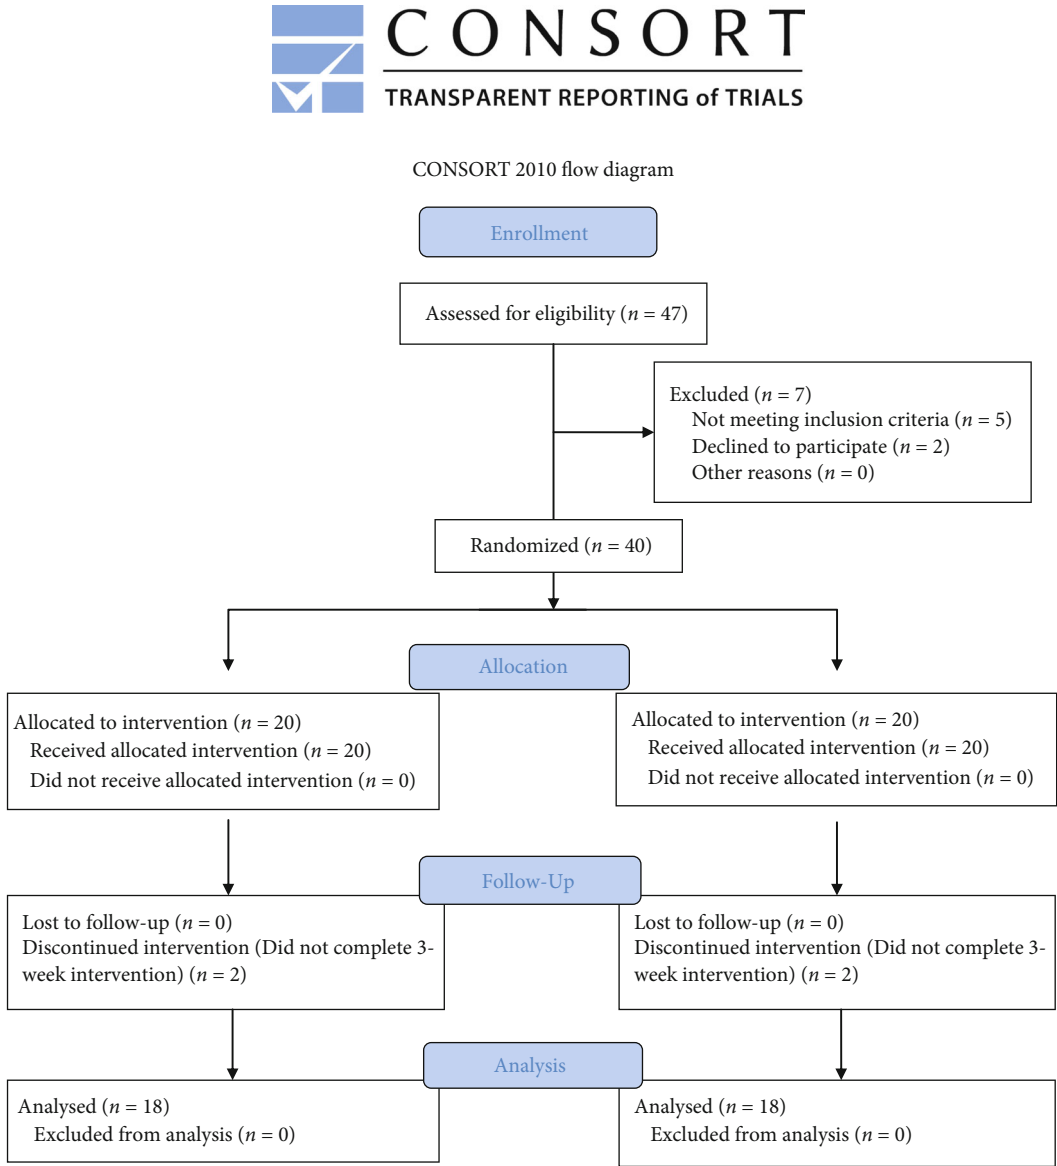 CONSORT
TRANSPARENT REPORTING of TRIALS
CONSORT 2010 flow diagram
Enrollment
Assessed for eligibility (n = 47)
Excluded (n = 7)
Not meeting inclusion criteria (n = 5)
Declined to participate (n = 2)
Other reasons (n = 0)
Randomized (n = 40)
Allocation
Allocated to intervention (n = 20)
Received allocated intervention (n = 20)
Did not receive allocated intervention (n = 0)
Allocated to intervention (n = 20)
Received allocated intervention (n = 20)
Did not receive allocated intervention (n = 0)
Follow-Up
Lost to follow-up (n = 0)
Discontinued intervention (Did not complete 3-
week intervention) (n = 2)
Lost to follow-up (n = 0)
Discontinued intervention (Did not complete 3-
week intervention) (n = 2)
Analysis
Analysed (n = 18)
Excluded from analysis (n = 0)
Analysed (n = 18)
Excluded from analysis (n = 0)